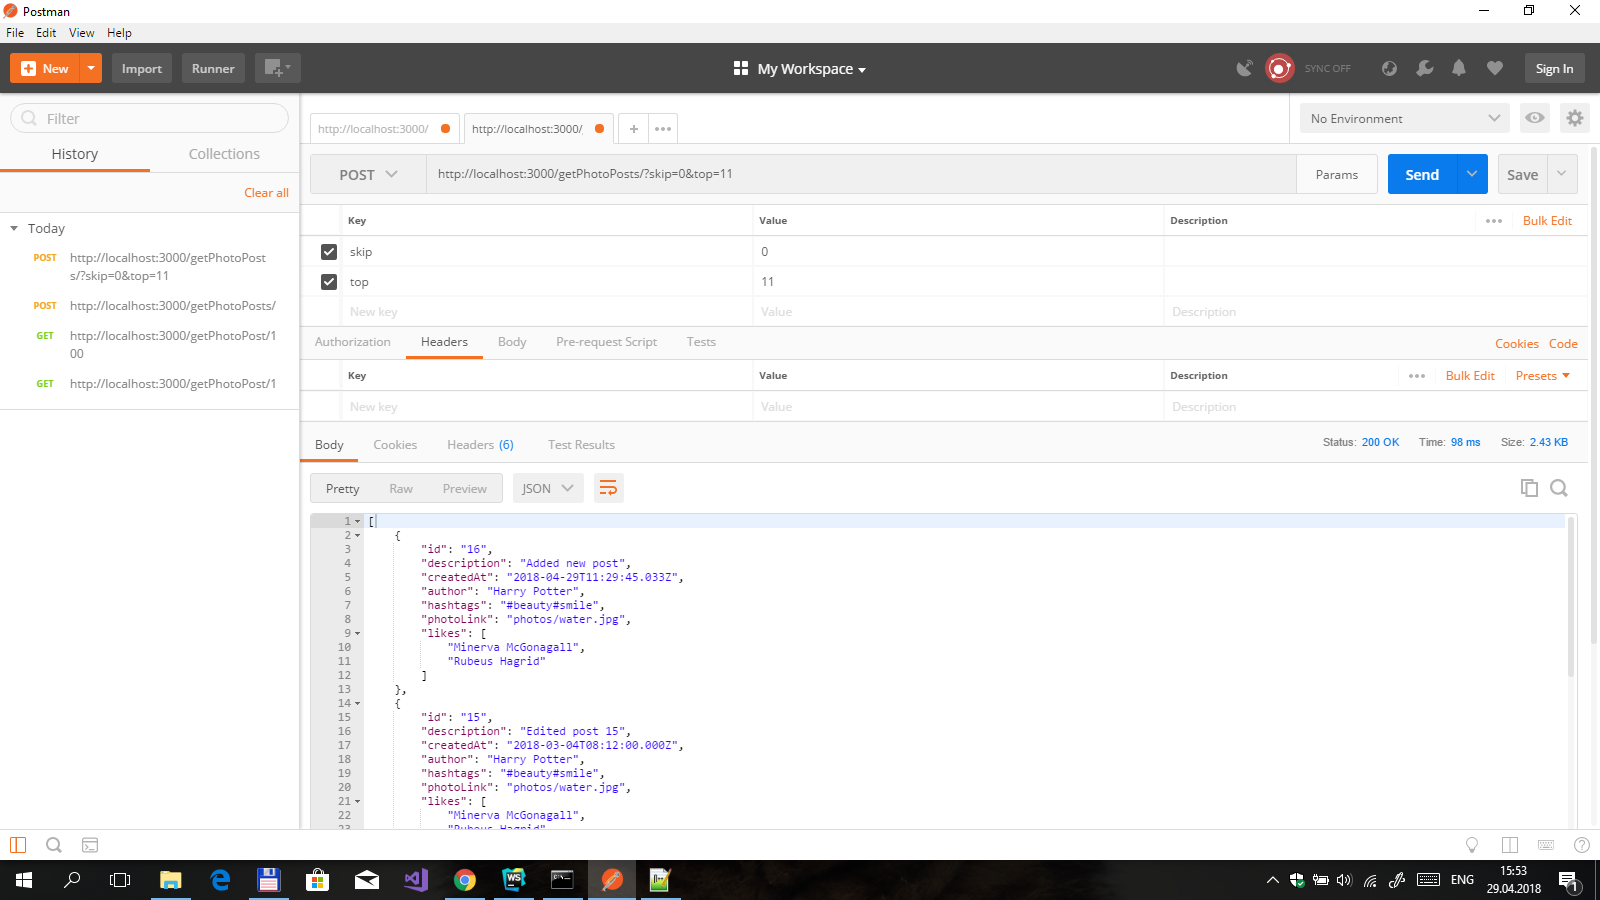 Postman
File Edit View Help
New Import Runner My Workspace SYNC OFF Sign In
Filter
History Collections
Clear all
Today
POST http://localhost:3000/getPhotoPost
s/?skip=0&top=11
POST http://localhost:3000/getPhotoPosts/
GET http://localhost:3000/getPhotoPost/1
00
GET http://localhost:3000/getPhotoPost/1
http://localhost:3000/ http://localhost:3000/ + ••• No Environment
POST http://localhost:3000/getPhotoPosts/?skip=0&top=11 Params Send Save
Key Value Description ••• Bulk Edit
skip 0
top 11
New key Value Description
Authorization Headers Body Pre-request Script Tests Cookies Code
Key Value Description ••• Bulk Edit Presets
New key Value Description
Body Cookies Headers (6) Test Results Status: 200 OK Time: 98 ms Size: 2.43 KB
Pretty Raw Preview JSON
1 [
2 {
3 "id": "16",
4 "description": "Added new post",
5 "createdAt": "2018-04-29T11:29:45.033Z",
6 "author": "Harry Potter",
7 "hashtags": "#beauty#smile",
8 "photoLink": "photos/water.jpg",
9 "likes": [
10 "Minerva McGonagall",
11 "Rubeus Hagrid"
12 ]
13 },
14 {
15 "id": "15",
16 "description": "Edited post 15",
17 "createdAt": "2018-03-04T08:12:00.000Z",
18 "author": "Harry Potter",
19 "hashtags": "#beauty#smile",
20 "photoLink": "photos/water.jpg",
21 "likes": [
22 "Minerva McGonagall",
23 "Rubeus Hagrid"
WS ENG 15:53
29.04.2018 1